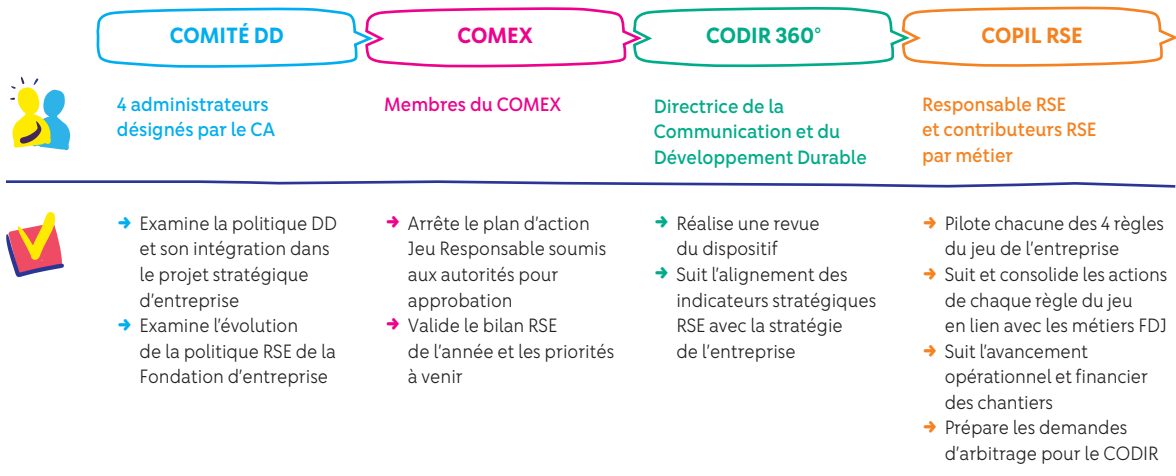 COMITÉ DD
COMEX
CODIR 360°
COPIL RSE
4 administrateurs
désignés par le CA
Membres du COMEX
Directrice de la
Communication et du
Développement Durable
Responsable RSE
et contributeurs RSE
par métier
➔ Examine la politique DD
et son intégration dans
le projet stratégique
d’entreprise
➔ Examine l’évolution
de la politique RSE de la
Fondation d’entreprise
➔ Arrête le plan d’action
Jeu Responsable soumis
aux autorités pour
approbation
➔ Valide le bilan RSE
de l’année et les priorités
à venir
➔ Réalise une revue
du dispositif
➔ Suit l’alignement des
indicateurs stratégiques
RSE avec la stratégie
de l’entreprise
➔ Pilote chacune des 4 règles
du jeu de l’entreprise
➔ Suit et consolide les actions
de chaque règle du jeu
en lien avec les métiers FDJ
➔ Suit l’avancement
opérationnel et financier
des chantiers
➔ Prépare les demandes
d’arbitrage pour le CODIR